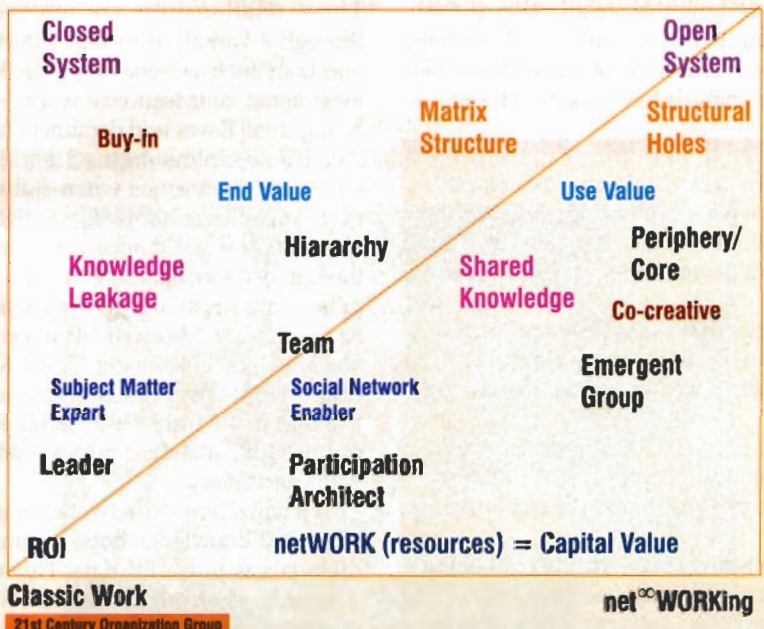 Closed
System
Open
System
Matrix
Structure
Structural
Holes
Buy-in
End Value
Use Value
Hiararchy
Periphery/
Core
Knowledge
Leakage
Shared
Knowledge
Co-creative
Team
Emergent
Group
Subject Matter
Expart
Social Network
Enabler
Leader
Participation
Architect
ROI
netWORK (resources) = Capital Value
Classic Work
net∞WORKing
21st Century Organization Group